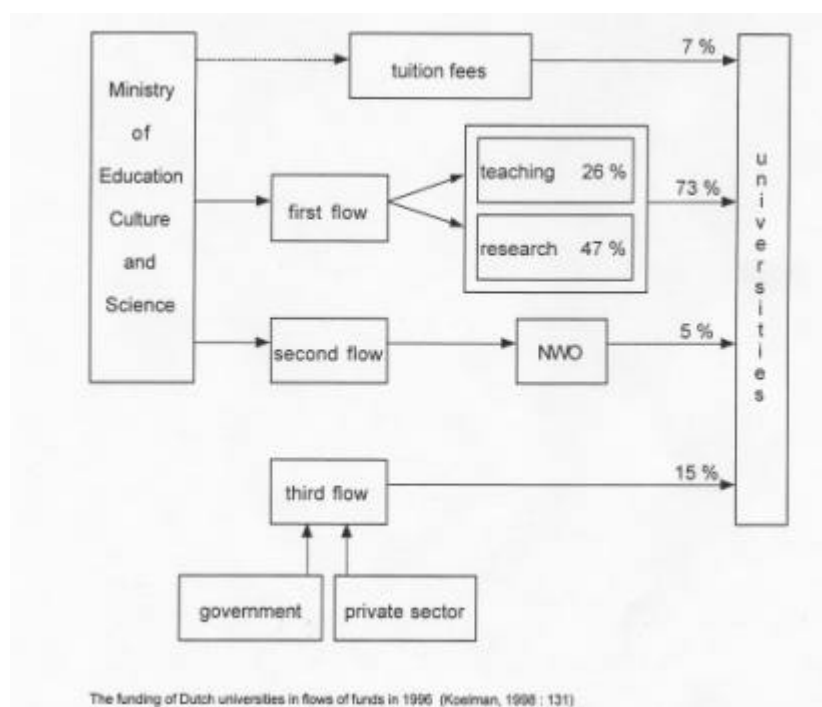 Ministry
of
Education
Culture
and
Science
tuition fees
7 %
first flow
teaching 26 %
research 47 %
73 %
second flow
NWO
5 %
third flow
15 %
government
private sector
universities
The funding of Dutch universities in flows of funds in 1996 (Koelman, 1998 : 131)